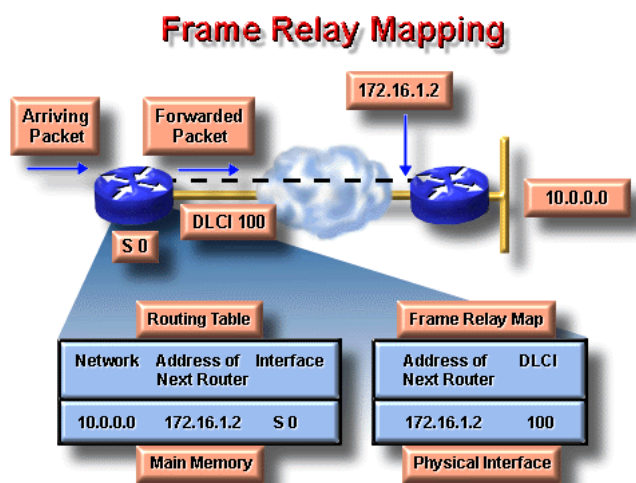 Frame Relay Mapping
172.16.1.2
Arriving
Packet
Forwarded
Packet
10.0.0.0
DLCI 100
S 0
Routing Table
Network Address of Interface
Next Router
10.0.0.0 172.16.1.2 S 0
Main Memory
Frame Relay Map
Address of DLCI
Next Router
172.16.1.2 100
Physical Interface